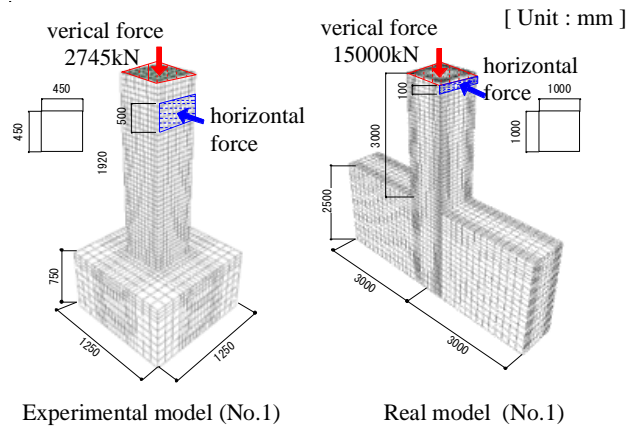 [ Unit : mm ]
verical force
2745kN
450
450
500
horizontal
force
1920
750
1250
1250
Experimental model (No.1)
verical force
15000kN
horizontal
force
100
3000
1000
1000
2500
3000
3000
Real model (No.1)